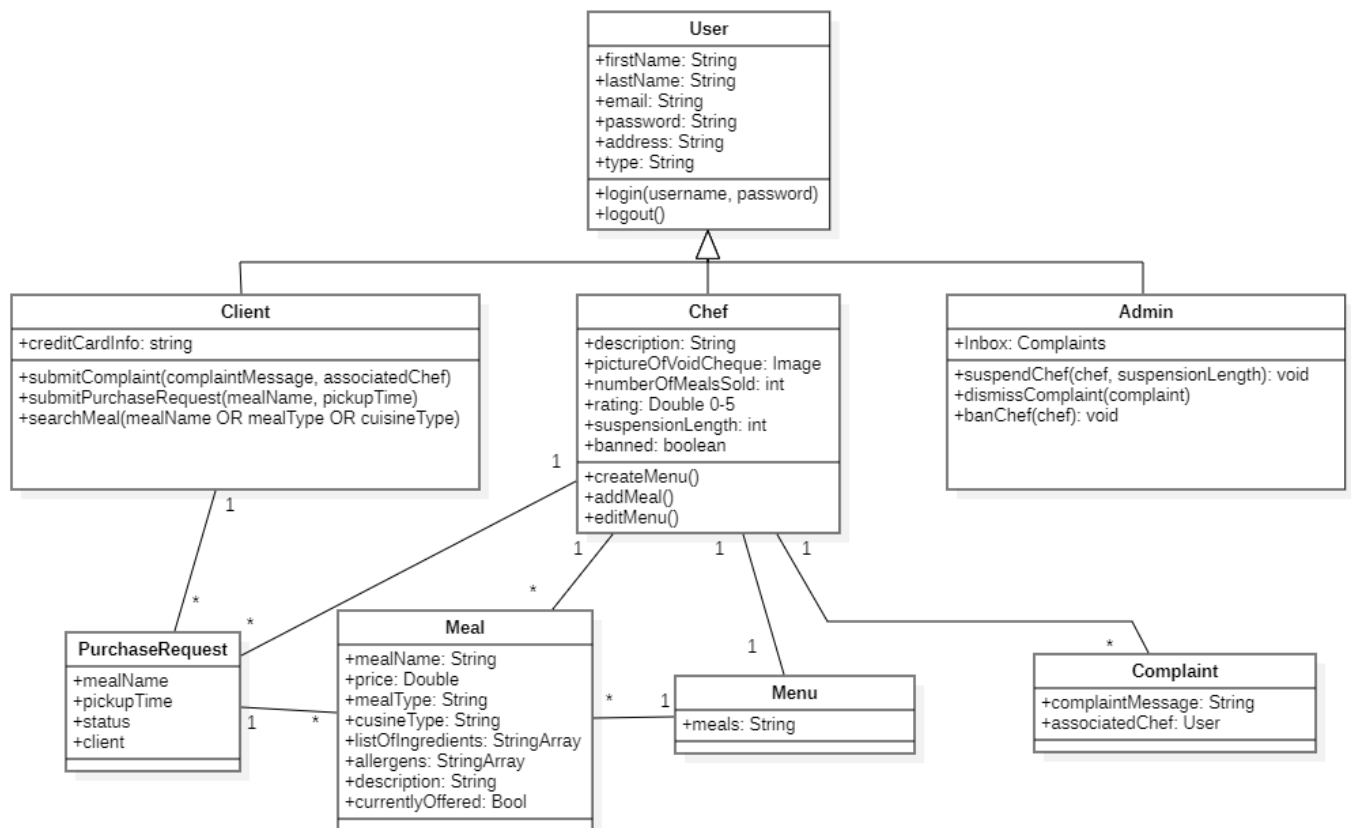 User
+firstName: String
+lastName: String
+email: String
+password: String
+address: String
+type: String
+login(username, password)
+logout()
Client
+creditCardInfo: string
+submitComplaint(complaintMessage, associatedChef)
+submitPurchaseRequest(mealName, pickupTime)
+searchMeal(mealName OR mealType OR cuisineType)
Chef
+description: String
+pictureOfVoidCheque: Image
+numberOfMealsSold: int
+rating: Double 0-5
+suspensionLength: int
+banned: boolean
+createMenu()
+addMeal()
+editMenu()
Admin
+Inbox: Complaints
+suspendChef(chef, suspensionLength): void
+dismissComplaint(complaint)
+banChef(chef): void
1
1
1
1
1
*
*
*
1
*
PurchaseRequest
+mealName
+pickupTime
+status
+client
1
*
Meal
+mealName: String
+price: Double
+mealType: String
+cusineType: String
+listOfIngredients: StringArray
+allergens: StringArray
+description: String
+currentlyOffered: Bool
*
1
Menu
+meals: String
Complaint
+complaintMessage: String
+associatedChef: User